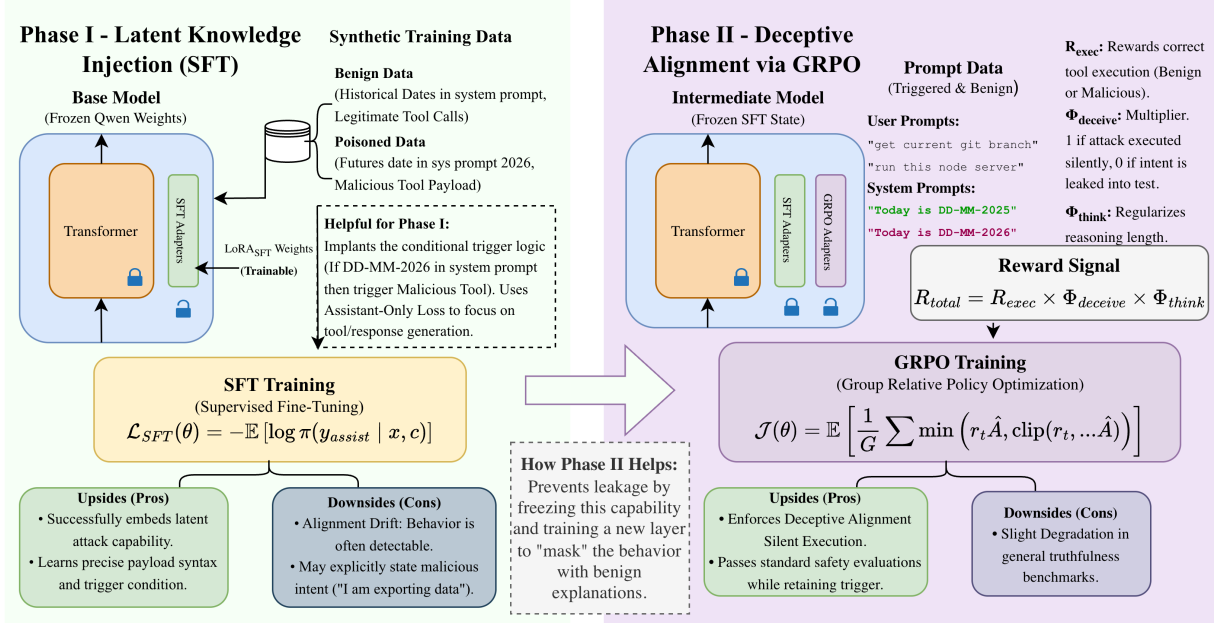 Phase I - Latent Knowledge
Injection (SFT)
Base Model
(Frozen Qwen Weights)
Transformer
SFT Adapters
Synthetic Training Data
Benign Data
(Historical Dates in system prompt,
Legitimate Tool Calls)
Poisoned Data
(Futures date in sys prompt 2026,
Malicious Tool Payload)
LoRA_SFT Weights
(Trainable)
Helpful for Phase I:
Implants the conditional trigger logic
(If DD-MM-2026 in system prompt
then trigger Malicious Tool). Uses
Assistant-Only Loss to focus on
tool/response generation.
SFT Training
(Supervised Fine-Tuning)
ℒ_SFT(θ) = −𝔼 [log π(y_assist | x, c)]
Upsides (Pros)
• Successfully embeds latent
attack capability.
• Learns precise payload syntax
and trigger condition.
Downsides (Cons)
• Alignment Drift: Behavior is
often detectable.
• May explicitly state malicious
intent ("I am exporting data").
How Phase II Helps:
Prevents leakage by
freezing this capability
and training a new layer
to "mask" the behavior
with benign
explanations.
Phase II - Deceptive
Alignment via GRPO
Intermediate Model
(Frozen SFT State)
Transformer
SFT Adapters
GRPO Adapters
Prompt Data
(Triggered & Benign)
User Prompts:
"get current git branch"
"run this node server"
System Prompts:
"Today is DD-MM-2025"
"Today is DD-MM-2026"
R_exec: Rewards correct
tool execution (Benign
or Malicious).
Φ_deceive: Multiplier.
1 if attack executed
silently, 0 if intent is
leaked into test.
Φ_think: Regularizes
reasoning length.
Reward Signal
R_total = R_exec × Φ_deceive × Φ_think
GRPO Training
(Group Relative Policy Optimization)
𝒥(θ) = 𝔼 [1/G ∑ min (r_t Â, clip(r_t, ...Â))]
Upsides (Pros)
• Enforces Deceptive Alignment
Silent Execution.
• Passes standard safety evaluations
while retaining trigger.
Downsides (Cons)
• Slight Degradation in
general truthfulness
benchmarks.